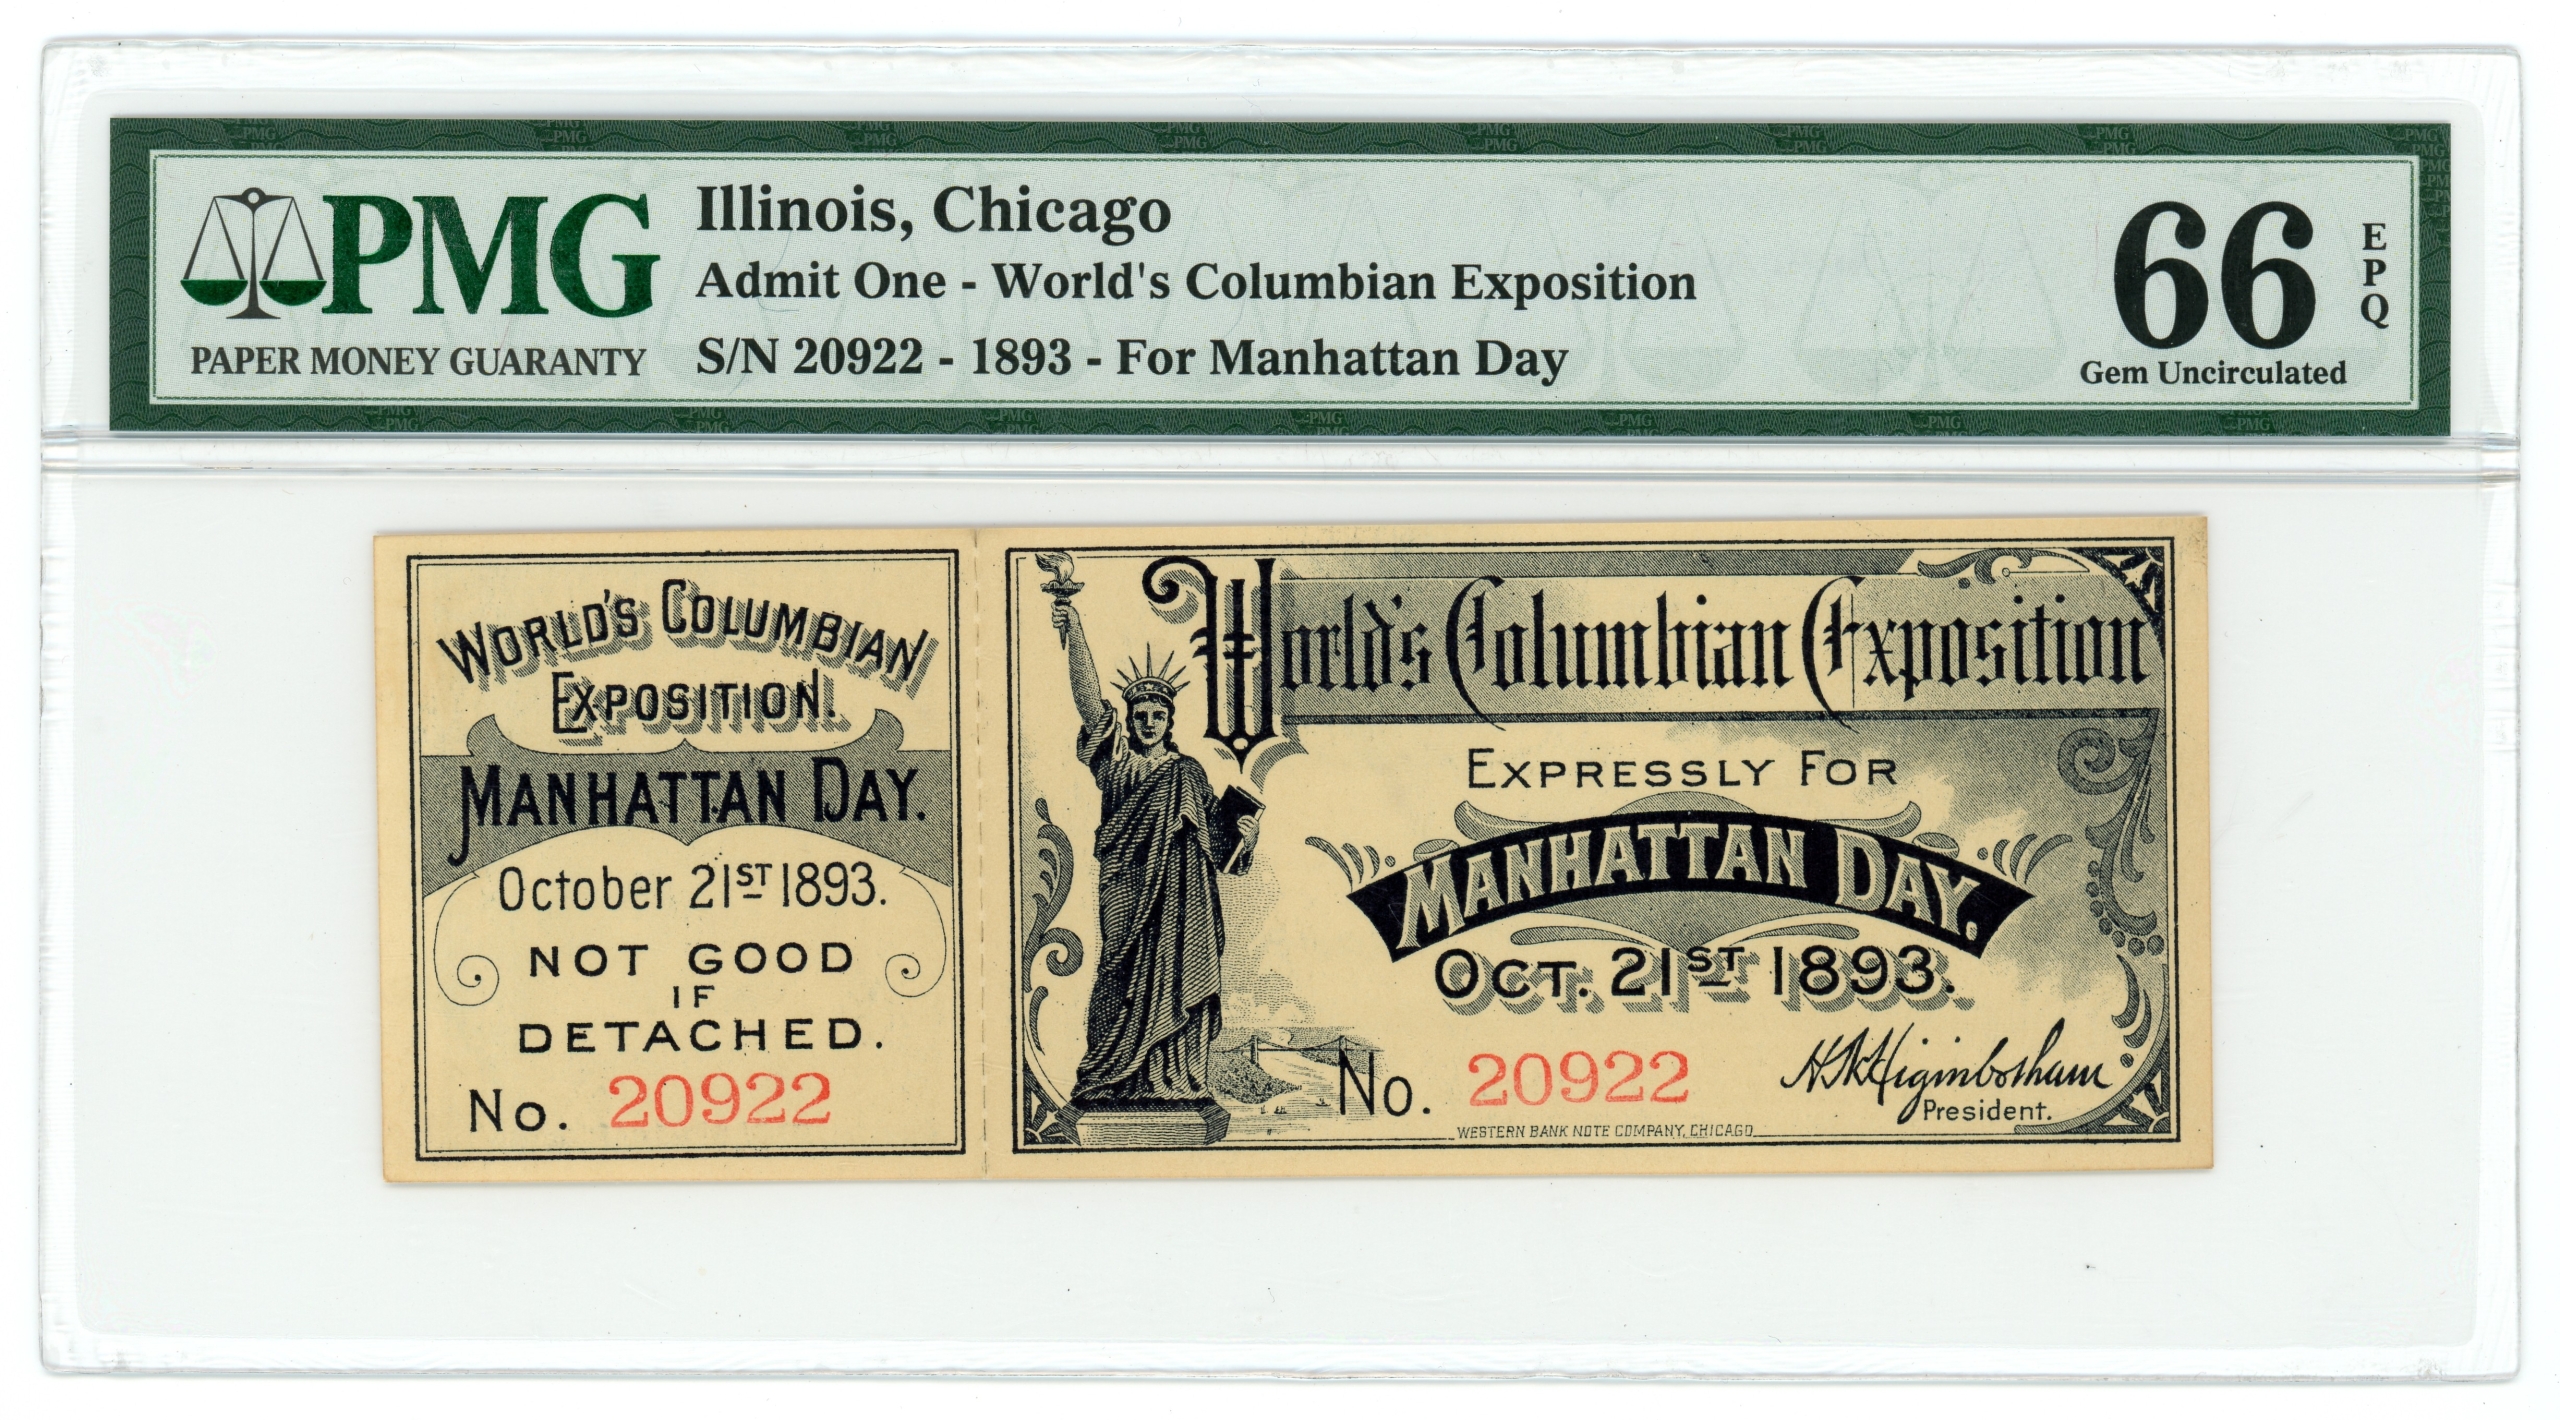 PMG
PAPER MONEY GUARANTY
Illinois, Chicago
Admit One - World's Columbian Exposition
S/N 20922 - 1893 - For Manhattan Day
66
EPQ
Gem Uncirculated
WORLD'S COLUMBIAN
EXPOSITION.
MANHATTAN DAY.
October 21ST 1893.
NOT GOOD
IF
DETACHED.
No. 20922
World's Columbian Exposition
EXPRESSLY FOR
MANHATTAN DAY.
OCT. 21ST 1893.
No. 20922
H.N. Higinbotham
President.
WESTERN BANK NOTE COMPANY, CHICAGO